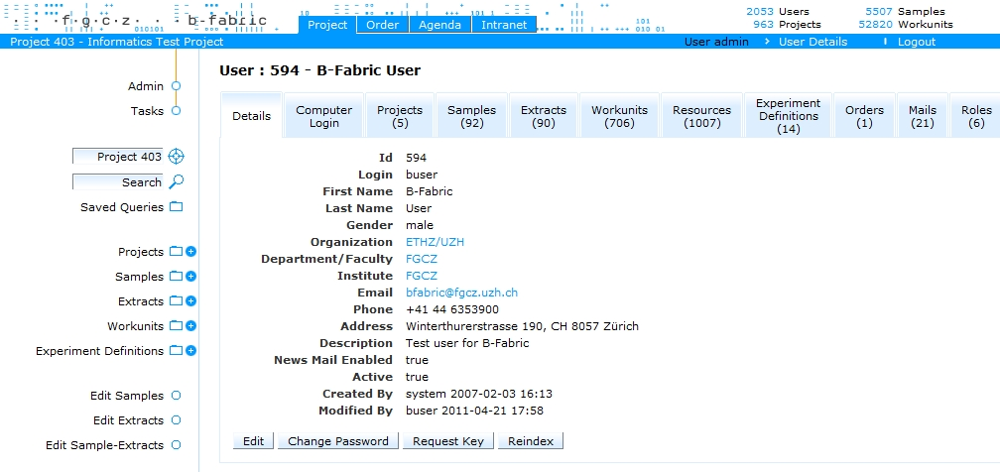 f·g·c·z· · ·b-fabric
Project Order Agenda Intranet
2053 Users 5507 Samples
963 Projects 52820 Workunits
Project 403 - Informatics Test Project
User admin > User Details Logout
User : 594 - B-Fabric User
Admin
Tasks
Project 403
Search
Saved Queries
Projects
Samples
Extracts
Workunits
Experiment Definitions
Edit Samples
Edit Extracts
Edit Sample-Extracts
Details
Computer Login
Projects (5)
Samples (92)
Extracts (90)
Workunits (706)
Resources (1007)
Experiment Definitions (14)
Orders (1)
Mails (21)
Roles (6)
Id 594
Login buser
First Name B-Fabric
Last Name User
Gender male
Organization ETHZ/UZH
Department/Faculty FGCZ
Institute FGCZ
Email bfabric@fgcz.uzh.ch
Phone +41 44 6353900
Address Winterthurerstrasse 190, CH 8057 Zürich
Description Test user for B-Fabric
News Mail Enabled true
Active true
Created By system 2007-02-03 16:13
Modified By buser 2011-04-21 17:58
Edit Change Password Request Key Reindex